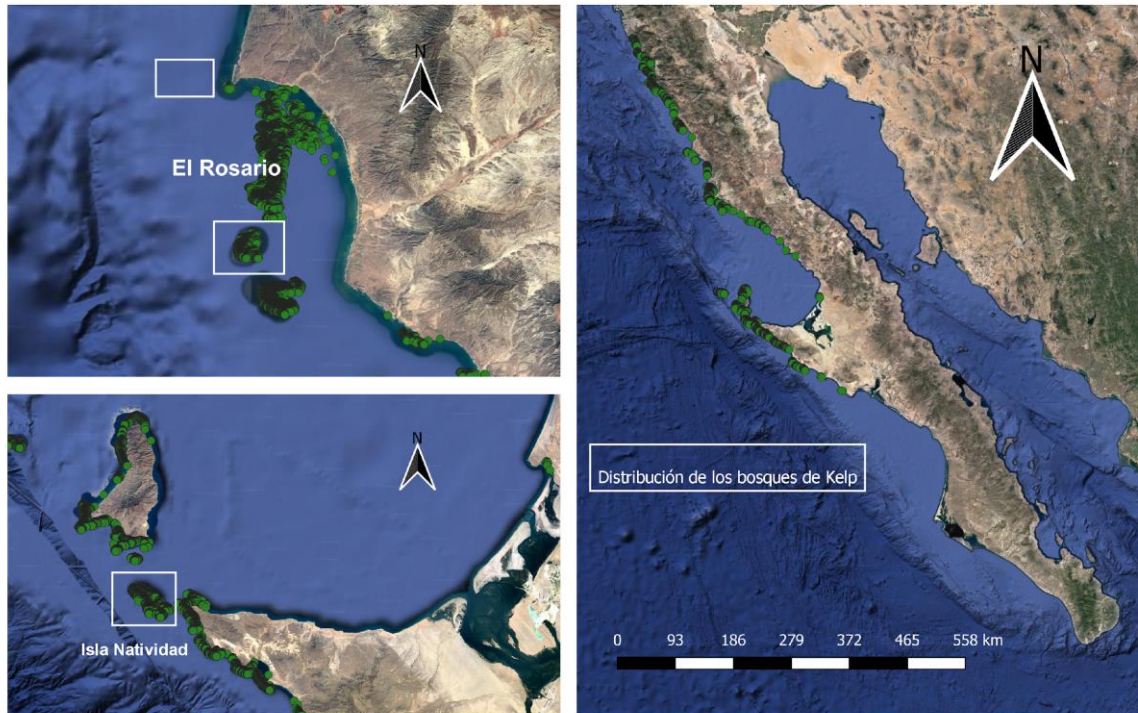 N
El Rosario
N
Isla Natividad
N
Distribución de los bosques de Kelp
0 93 186 279 372 465 558 km